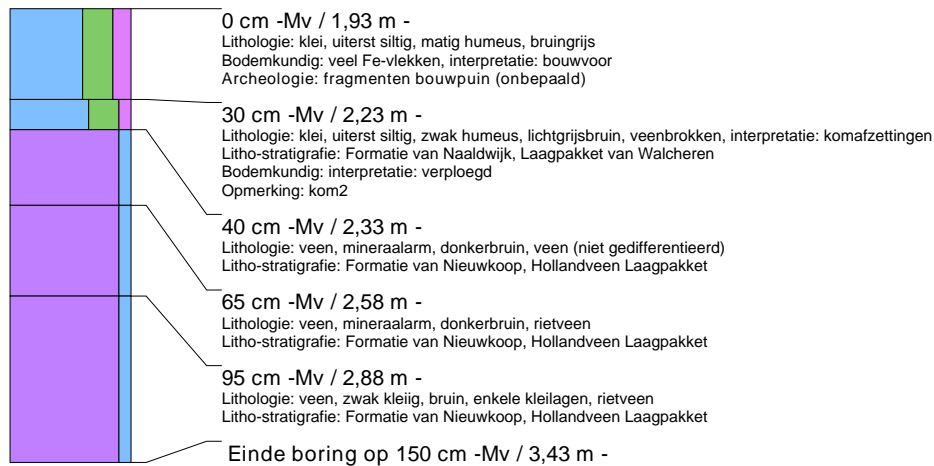 0 cm -Mv / 1,93 m -
Lithologie: klei, uiterst siltig, matig humeus, bruingrijs
Bodemkundig: veel Fe-vlekken, interpretatie: bouwvoor
Archeologie: fragmenten bouwpuin (onbepaald)
30 cm -Mv / 2,23 m -
Lithologie: klei, uiterst siltig, zwak humeus, lichtgrijsbruin, veenbrokken, interpretatie: komafzettingen
Litho-stratigrafie: Formatie van Naaldwijk, Laagpakket van Walcheren
Bodemkundig: interpretatie: verploegd
Opmerking: kom2
40 cm -Mv / 2,33 m -
Lithologie: veen, mineraalarm, donkerbruin, veen (niet gedifferentieerd)
Litho-stratigrafie: Formatie van Nieuwkoop, Hollandveen Laagpakket
65 cm -Mv / 2,58 m -
Lithologie: veen, mineraalarm, donkerbruin, rietveen
Litho-stratigrafie: Formatie van Nieuwkoop, Hollandveen Laagpakket
95 cm -Mv / 2,88 m -
Lithologie: veen, zwak kleiig, bruin, enkele kleilagen, rietveen
Litho-stratigrafie: Formatie van Nieuwkoop, Hollandveen Laagpakket
Einde boring op 150 cm -Mv / 3,43 m -